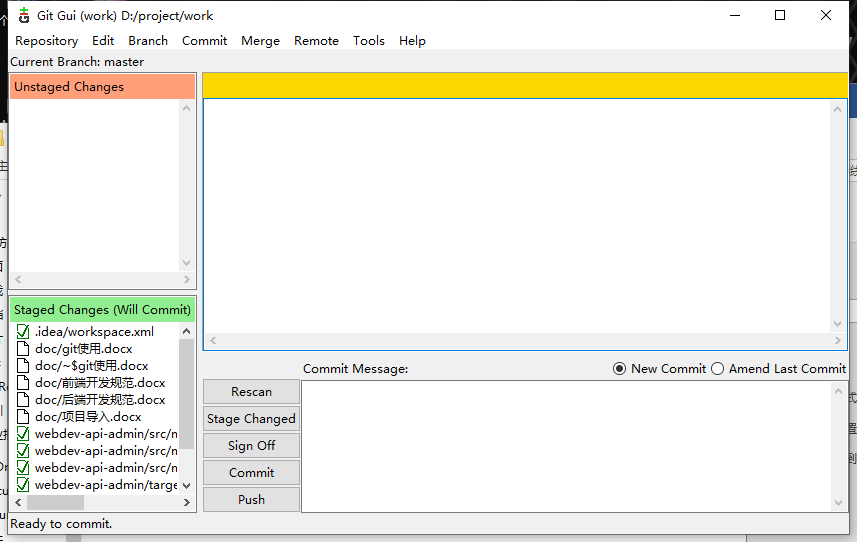 Git Gui (work) D:/project/work
Repository Edit Branch Commit Merge Remote Tools Help
Current Branch: master
Unstaged Changes
Staged Changes (Will Commit)
.idea/workspace.xml
doc/git使用.docx
doc/~$git使用.docx
doc/前端开发规范.docx
doc/后端开发规范.docx
doc/项目导入.docx
webdev-api-admin/src/m
webdev-api-admin/src/m
webdev-api-admin/src/m
webdev-api-admin/targe
Commit Message:
New Commit Amend Last Commit
Rescan
Stage Changed
Sign Off
Commit
Push
Ready to commit.